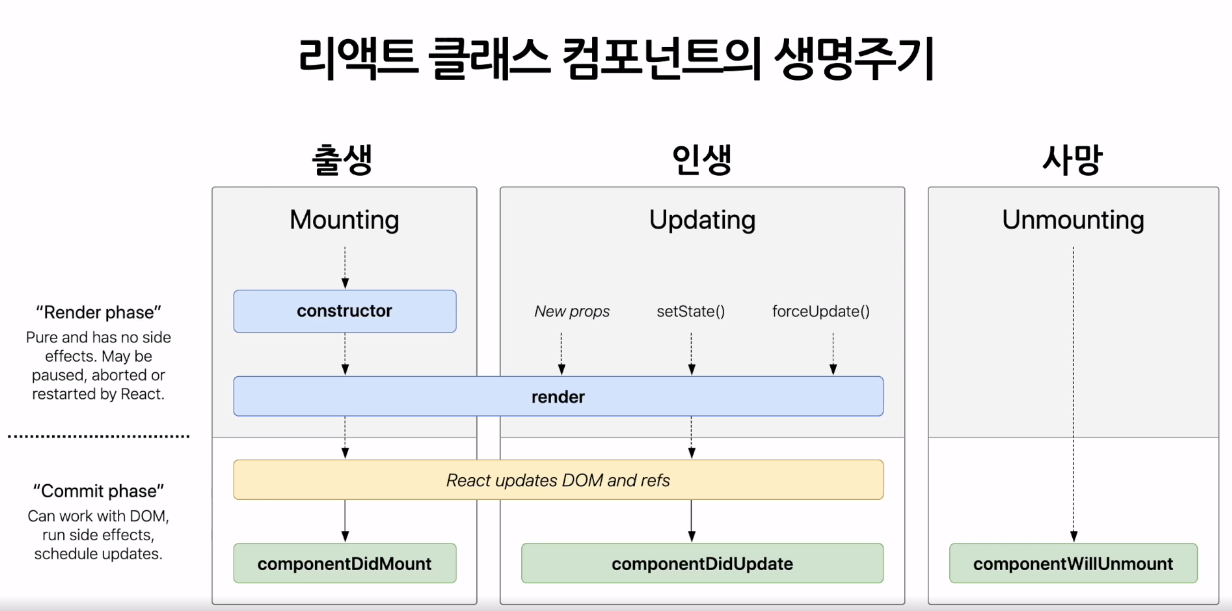 리액트 클래스 컴포넌트의 생명주기
출생
인생
사망
Mounting
Updating
Unmounting
“Render phase”
Pure and has no side
effects. May be
paused, aborted or
restarted by React.
constructor
New props
setState()
forceUpdate()
render
“Commit phase”
Can work with DOM,
run side effects,
schedule updates.
React updates DOM and refs
componentDidMount
componentDidUpdate
componentWillUnmount